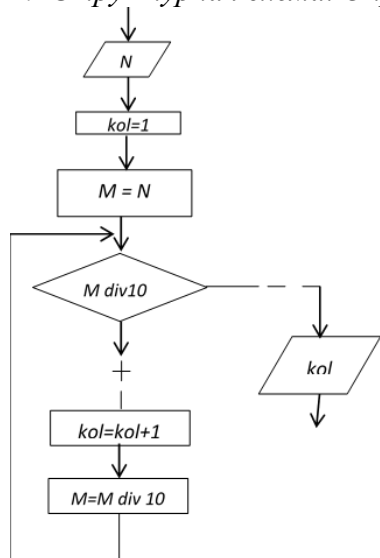 N
kol=1
M = N
M div10
+
kol
kol=kol+1
M=M div 10